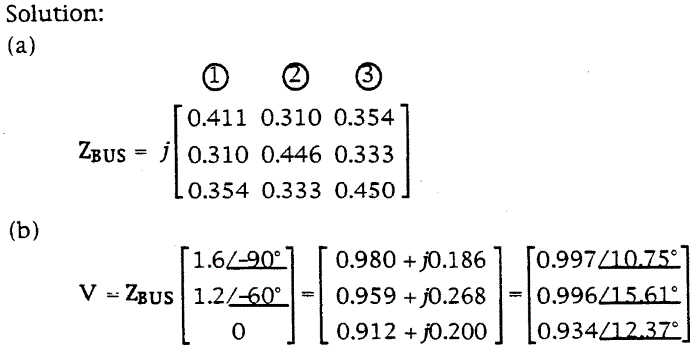 Solution:
(a)
① ② ③
0.411 0.310 0.354
Z_BUS = j 0.310 0.446 0.333
0.354 0.333 0.450
(b)
1.6/-90° 0.980 + j0.186 0.997/10.75°
V = Z_BUS 1.2/-60° = 0.959 + j0.268 = 0.996/15.61°
0 0.912 + j0.200 0.934/12.37°